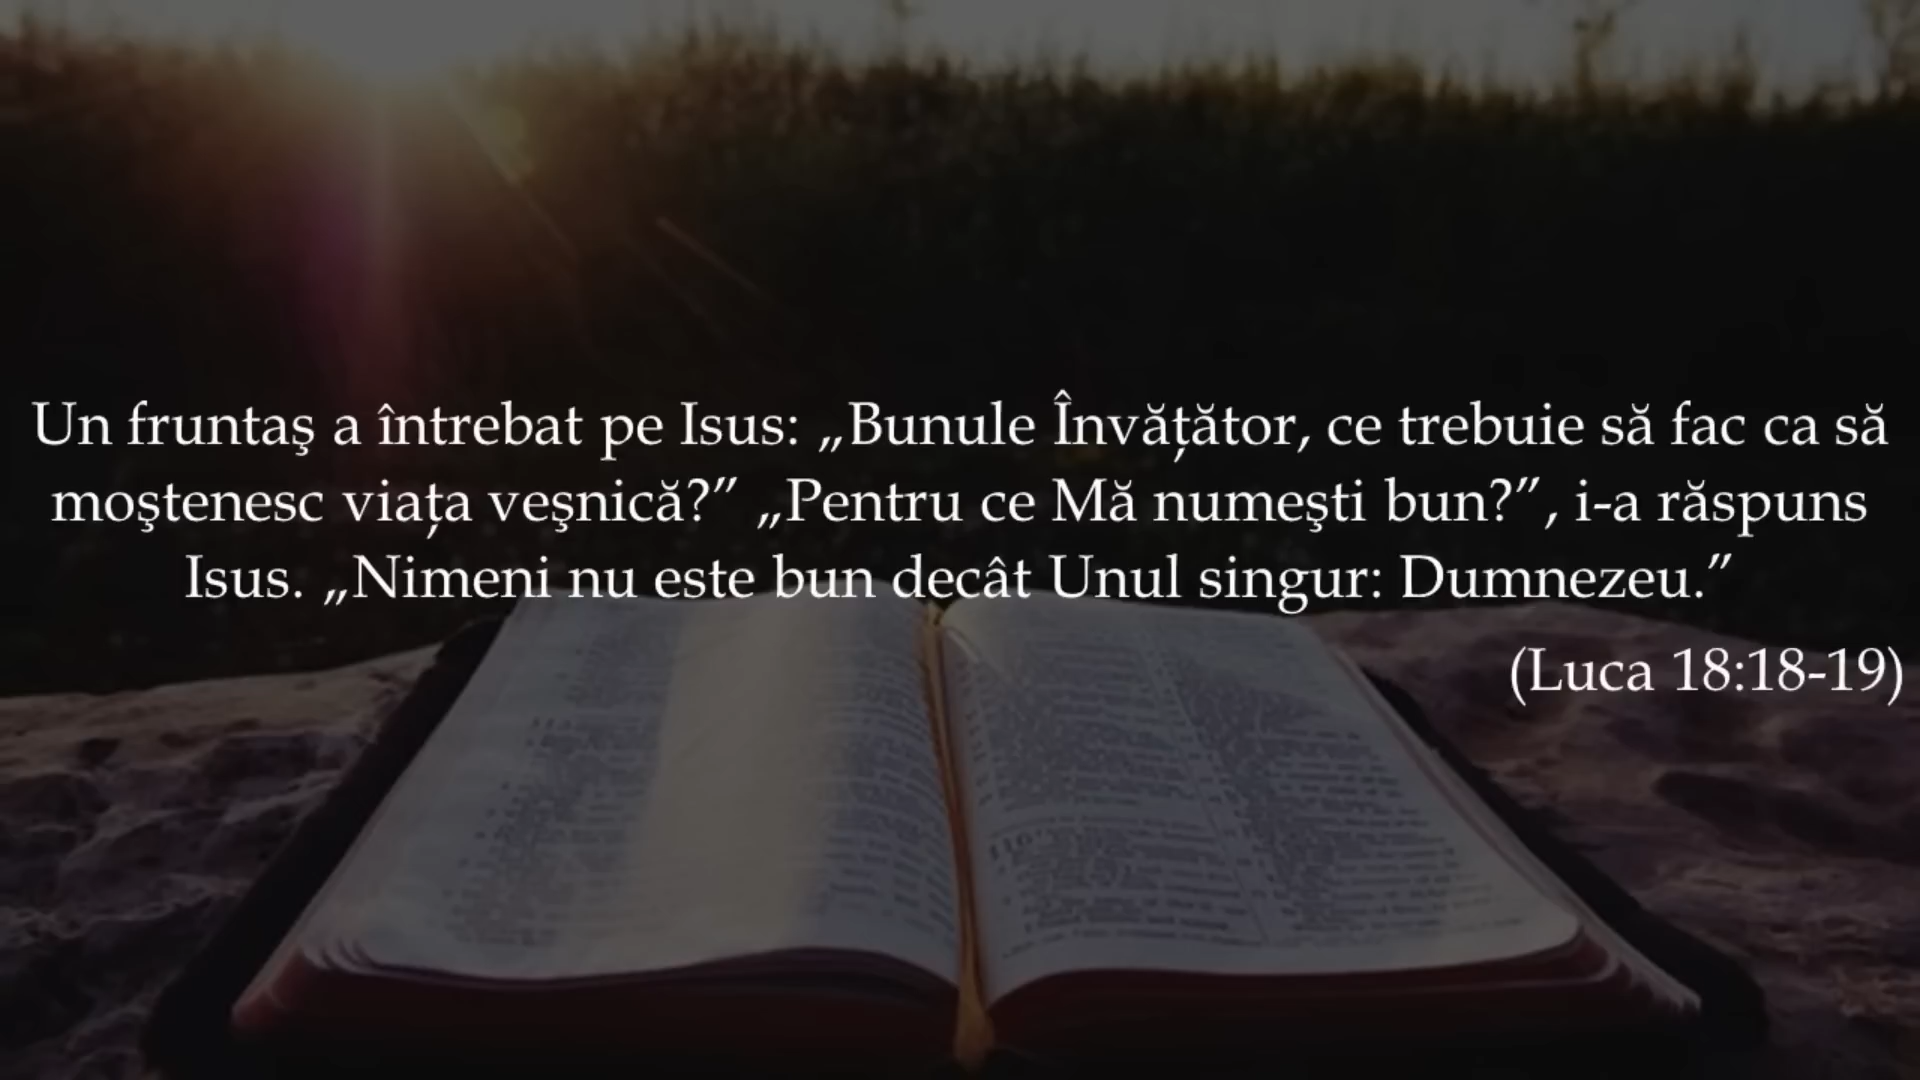 Un fruntaş a întrebat pe Isus: „Bunule Învățător, ce trebuie să fac ca să
moştenesc viața veşnică?” „Pentru ce Mă numeşti bun?”, i-a răspuns
Isus. „Nimeni nu este bun decât Unul singur: Dumnezeu.”
(Luca 18:18-19)